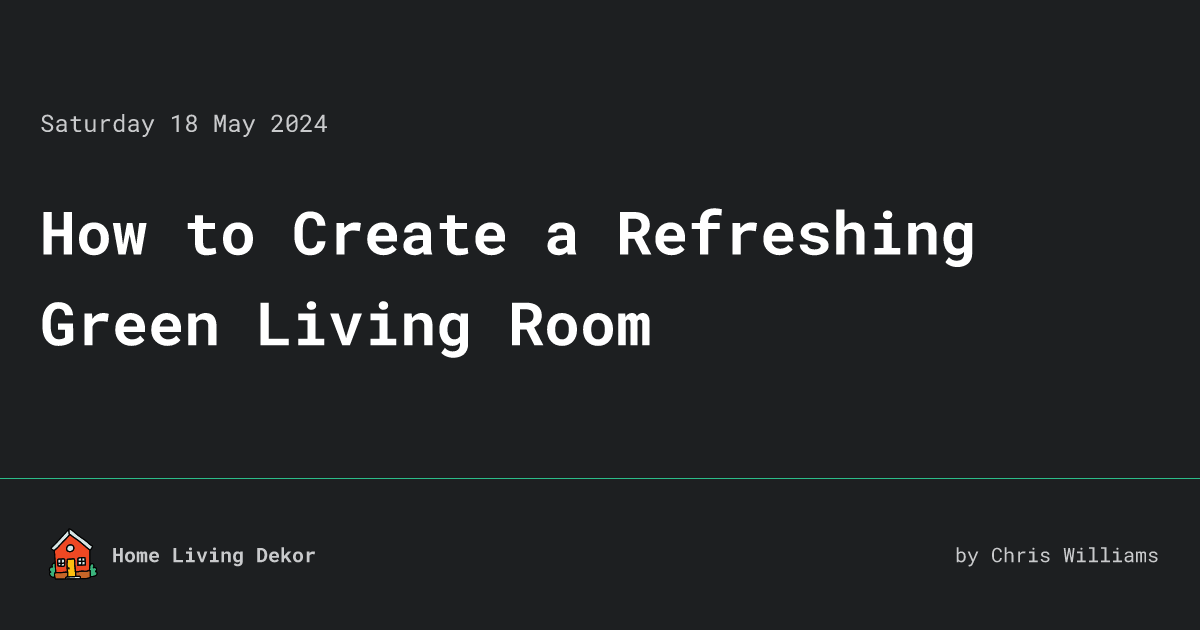 Saturday 18 May 2024
How to Create a Refreshing
Green Living Room
Home Living Dekor
by Chris Williams